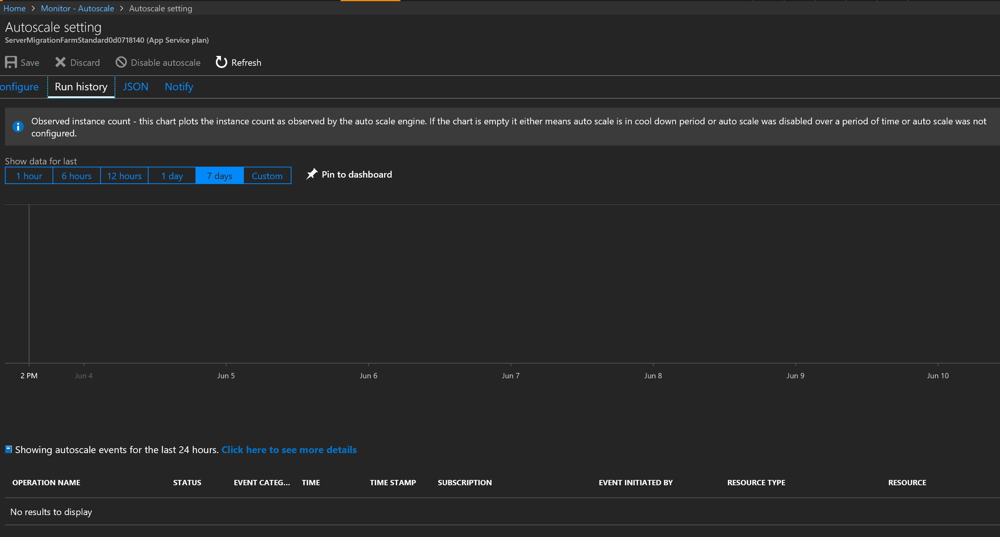 Home > Monitor - Autoscale > Autoscale setting
Autoscale setting
ServerMigrationFarmStandard0d0718140 (App Service plan)
Save Discard Disable autoscale Refresh
onfigure Run history JSON Notify
Observed instance count - this chart plots the instance count as observed by the auto scale engine. If the chart is empty it either means auto scale is in cool down period or auto scale was disabled over a period of time or auto scale was not
configured.
Show data for last
1 hour 6 hours 12 hours 1 day 7 days Custom Pin to dashboard
2 PM Jun 4 Jun 5 Jun 6 Jun 7 Jun 8 Jun 9 Jun 10
Showing autoscale events for the last 24 hours. Click here to see more details
OPERATION NAME STATUS EVENT CATEG... TIME TIME STAMP SUBSCRIPTION EVENT INITIATED BY RESOURCE TYPE RESOURCE
No results to display